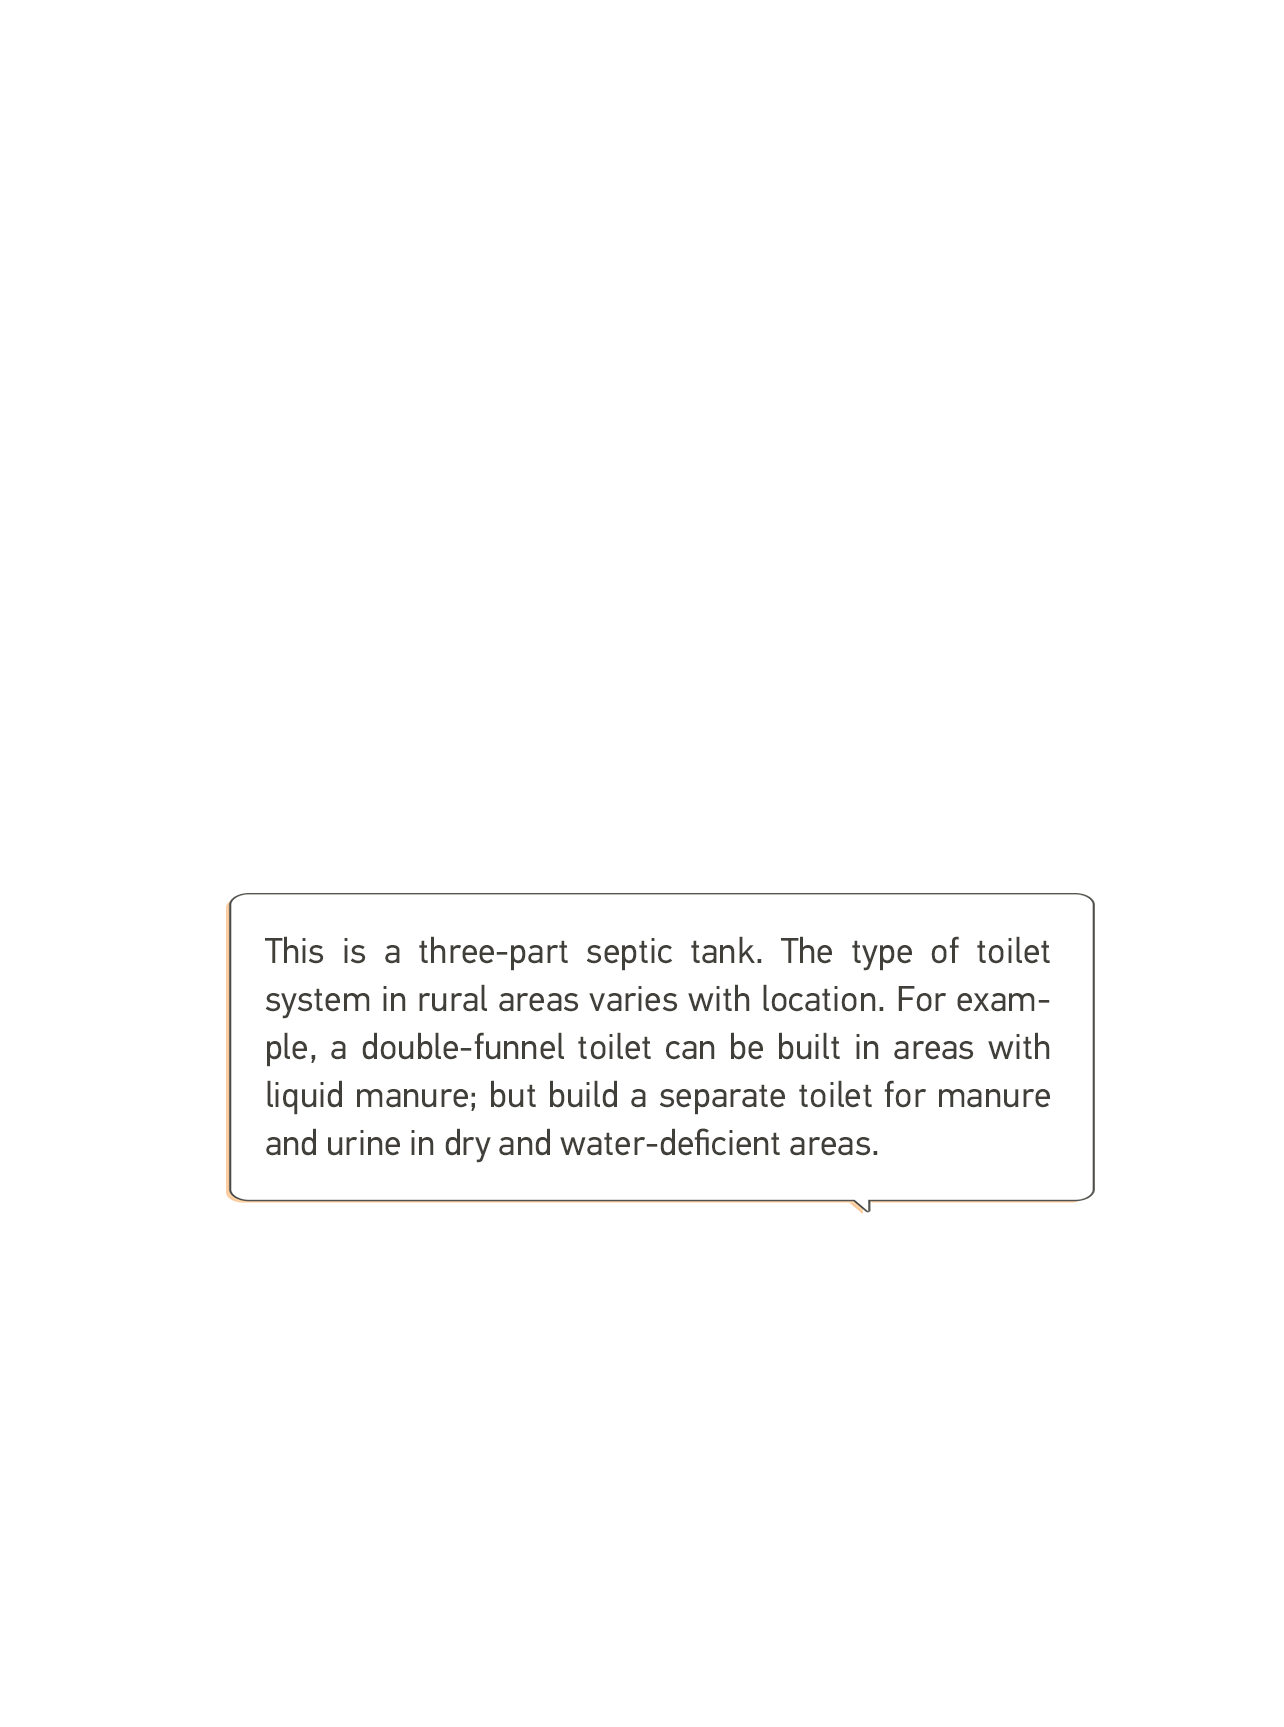 This is a three-part septic tank. The type of toilet
system in rural areas varies with location. For exam-
ple, a double-funnel toilet can be built in areas with
liquid manure; but build a separate toilet for manure
and urine in dry and water-deficient areas.